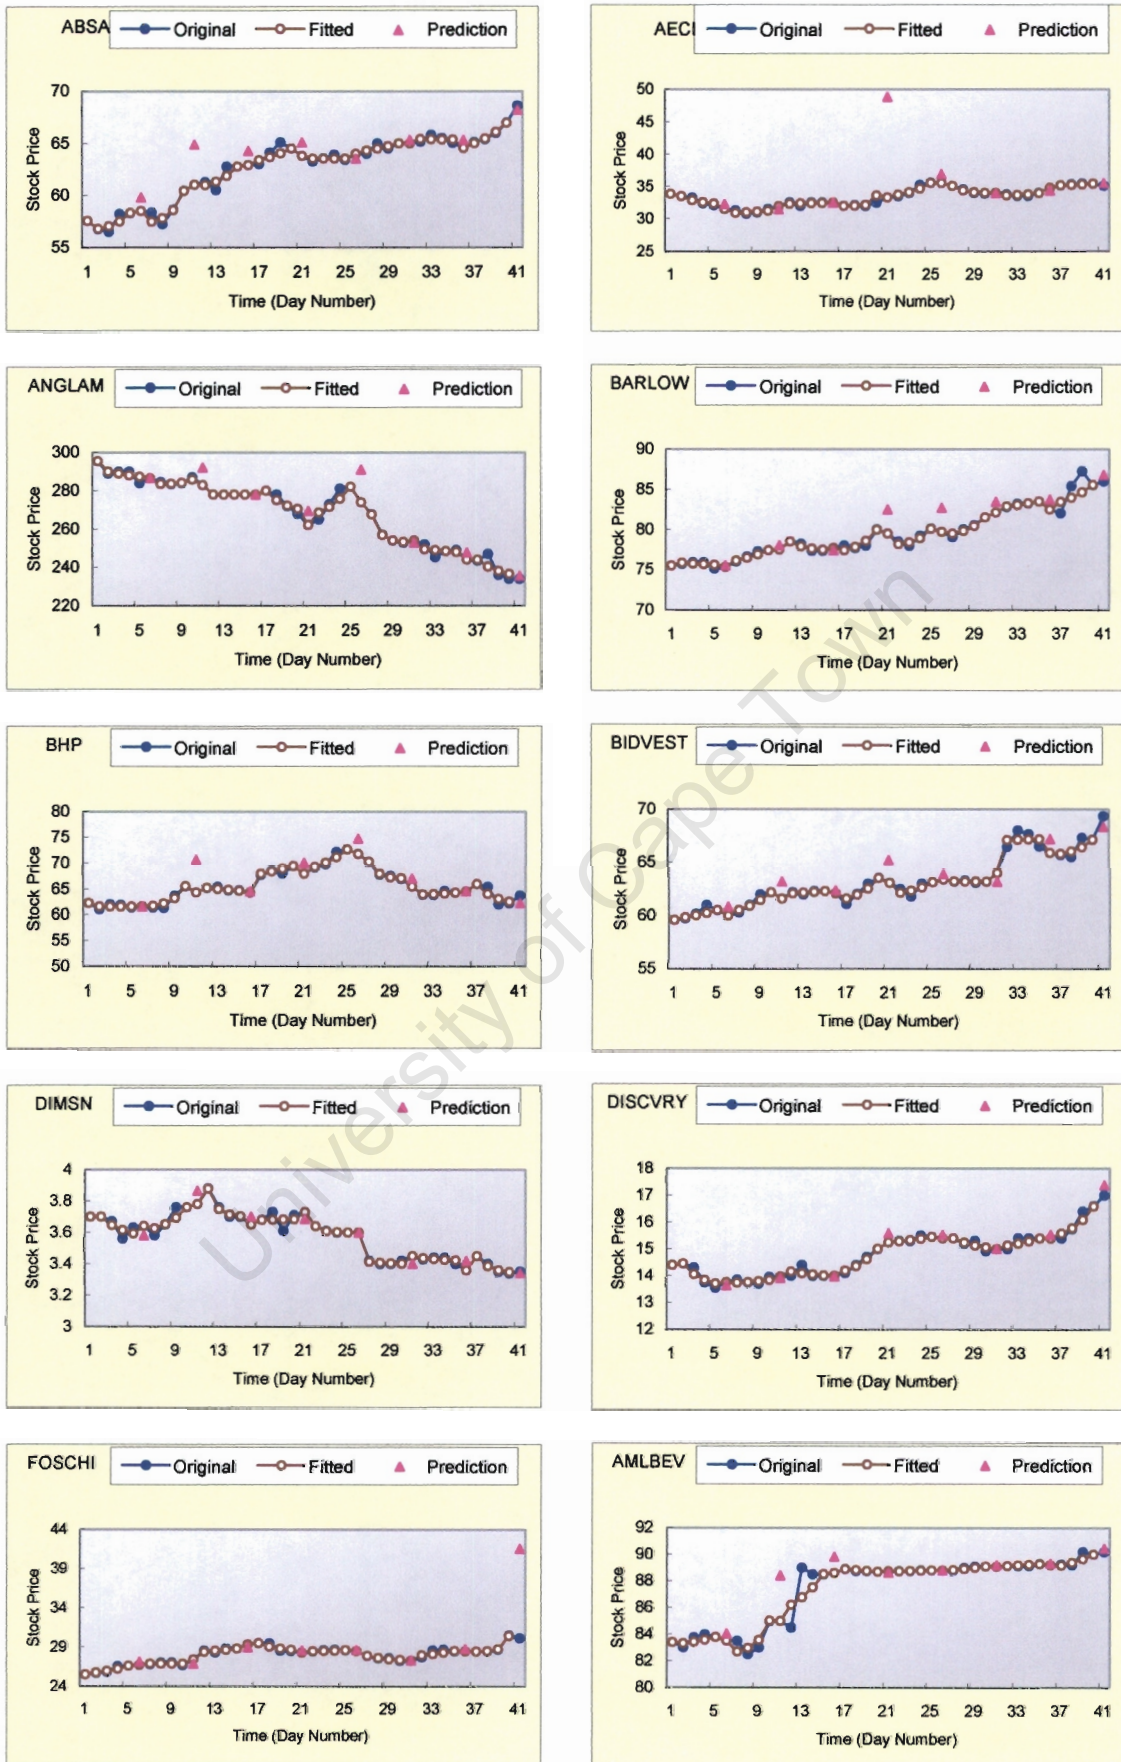 ABSA Original Fitted Prediction
Stock Price
70
65
60
55
1 5 9 13 17 21 25 29 33 37 41
Time (Day Number)
AECI Original Fitted Prediction
Stock Price
50
45
40
35
30
25
1 5 9 13 17 21 25 29 33 37 41
Time (Day Number)
ANGLAM Original Fitted Prediction
Stock Price
300
280
260
240
220
1 5 9 13 17 21 25 29 33 37 41
Time (Day Number)
BARLOW Original Fitted Prediction
Stock Price
90
85
80
75
70
1 5 9 13 17 21 25 29 33 37 41
Time (Day Number)
BHP Original Fitted Prediction
Stock Price
80
75
70
65
60
55
50
1 5 9 13 17 21 25 29 33 37 41
Time (Day Number)
BIDVEST Original Fitted Prediction
Stock Price
70
65
60
55
1 5 9 13 17 21 25 29 33 37 41
Time (Day Number)
DIMSN Original Fitted Prediction
Stock Price
4
3.8
3.6
3.4
3.2
3
1 5 9 13 17 21 25 29 33 37 41
Time (Day Number)
DISCVRY Original Fitted Prediction
Stock Price
18
17
16
15
14
13
12
1 5 9 13 17 21 25 29 33 37 41
Time (Day Number)
FOSCHI Original Fitted Prediction
Stock Price
44
39
34
29
24
1 5 9 13 17 21 25 29 33 37 41
Time (Day Number)
AMLBEV Original Fitted Prediction
Stock Price
92
90
88
86
84
82
80
1 5 9 13 17 21 25 29 33 37 41
Time (Day Number)
University of Cape Town